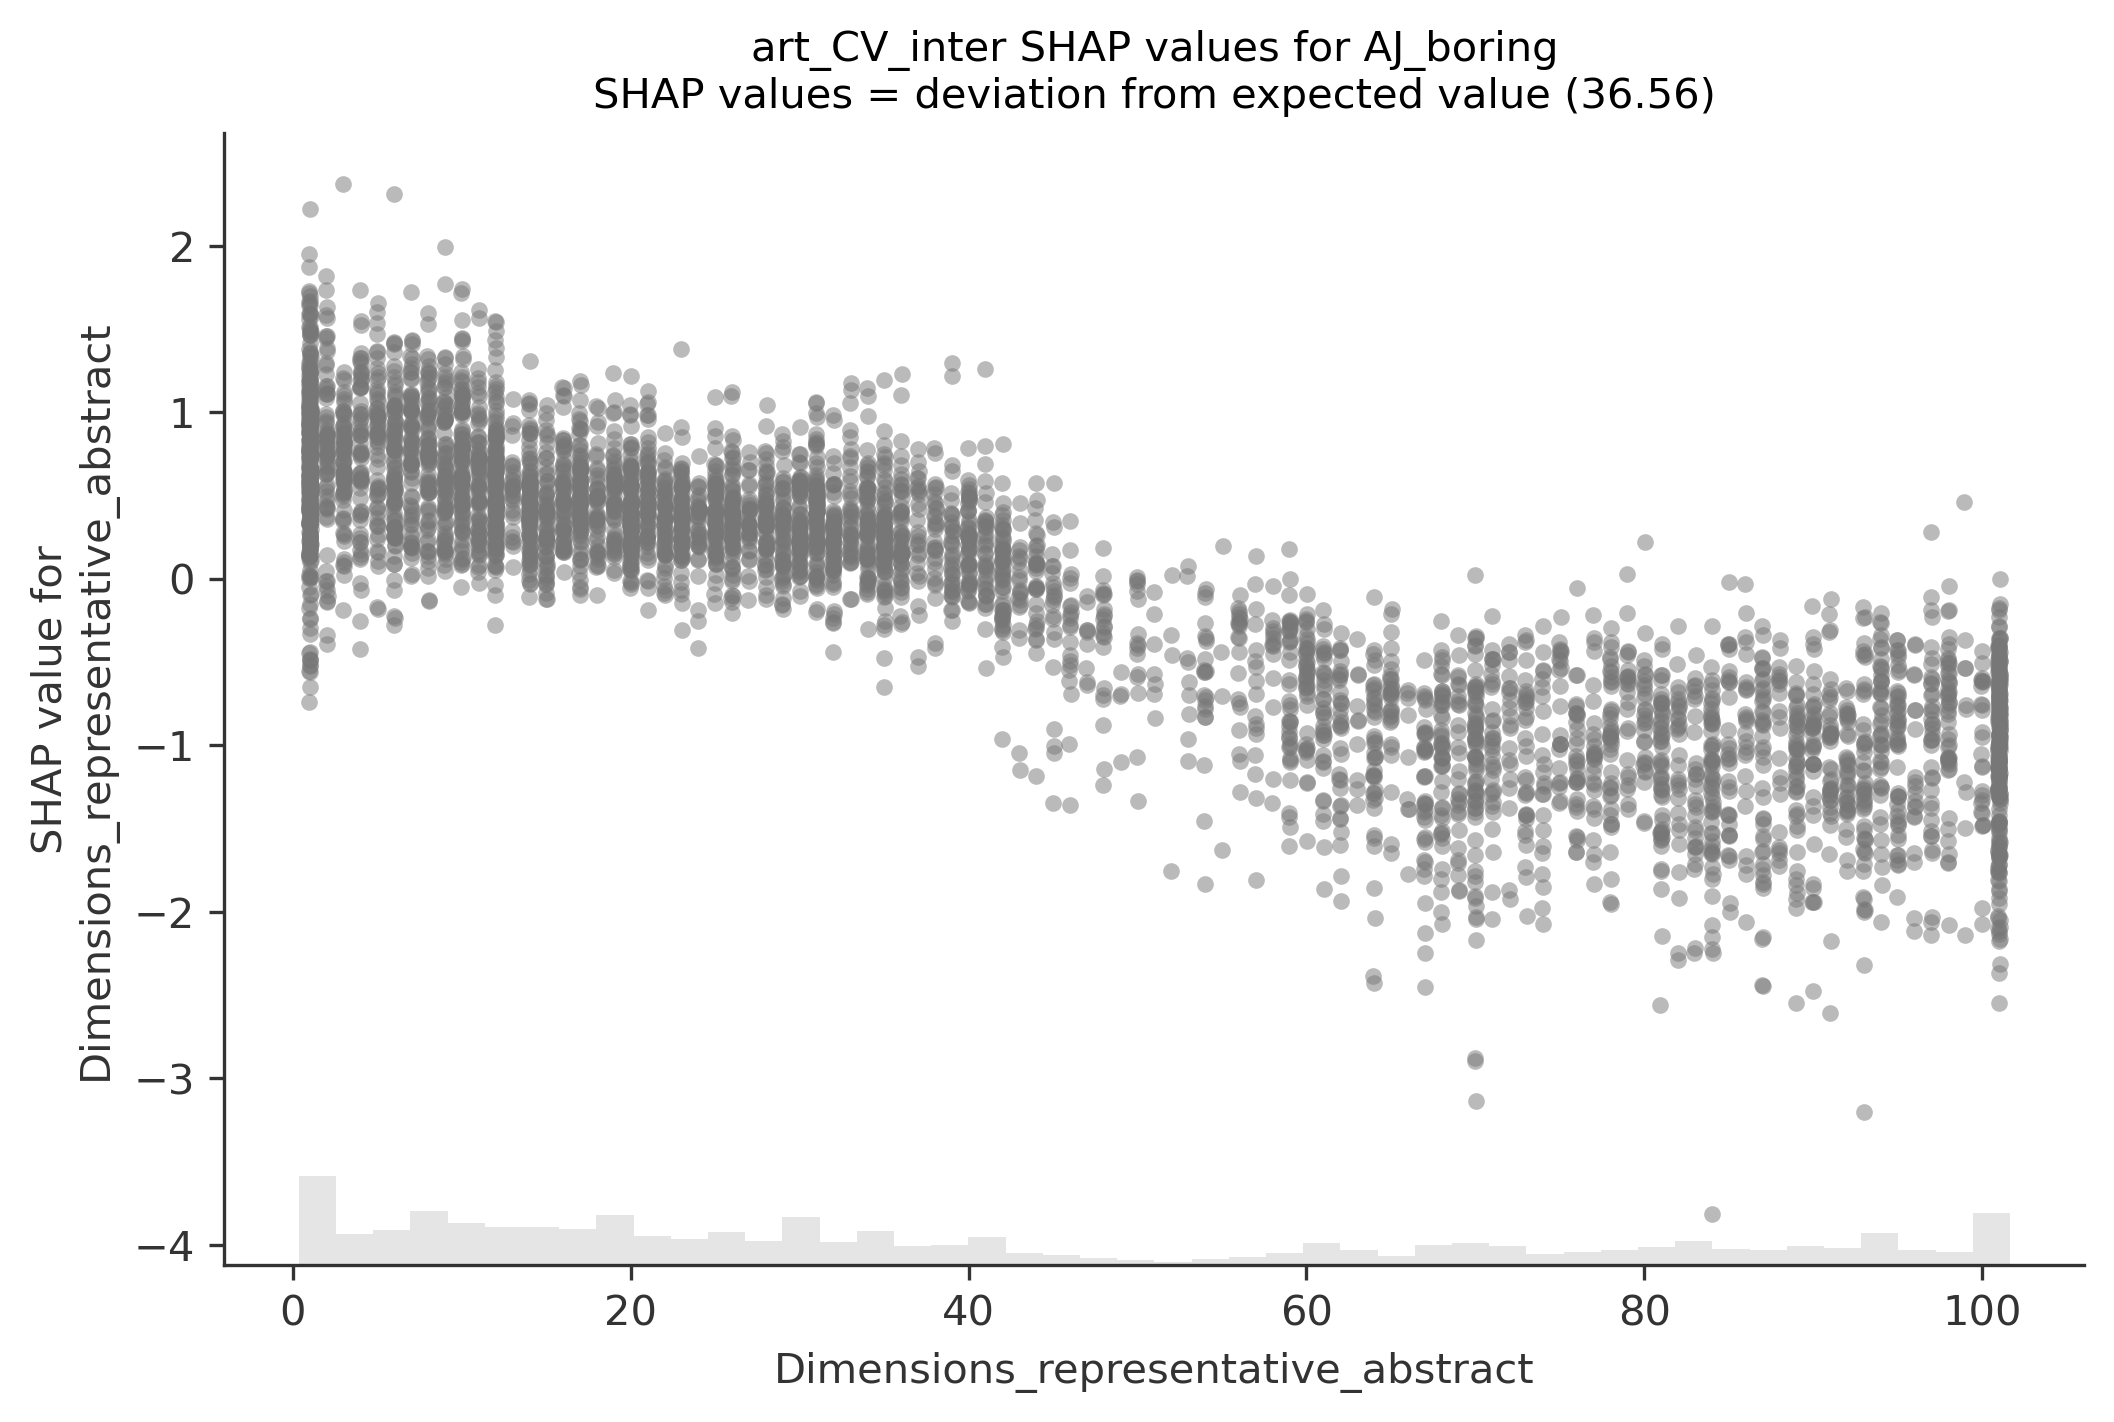 art_CV_inter SHAP values for AJ_boring
SHAP values = deviation from expected value (36.56)
SHAP value for
Dimensions_representative_abstract
2
1
0
−1
−2
−3
−4
0 20 40 60 80 100
Dimensions_representative_abstract